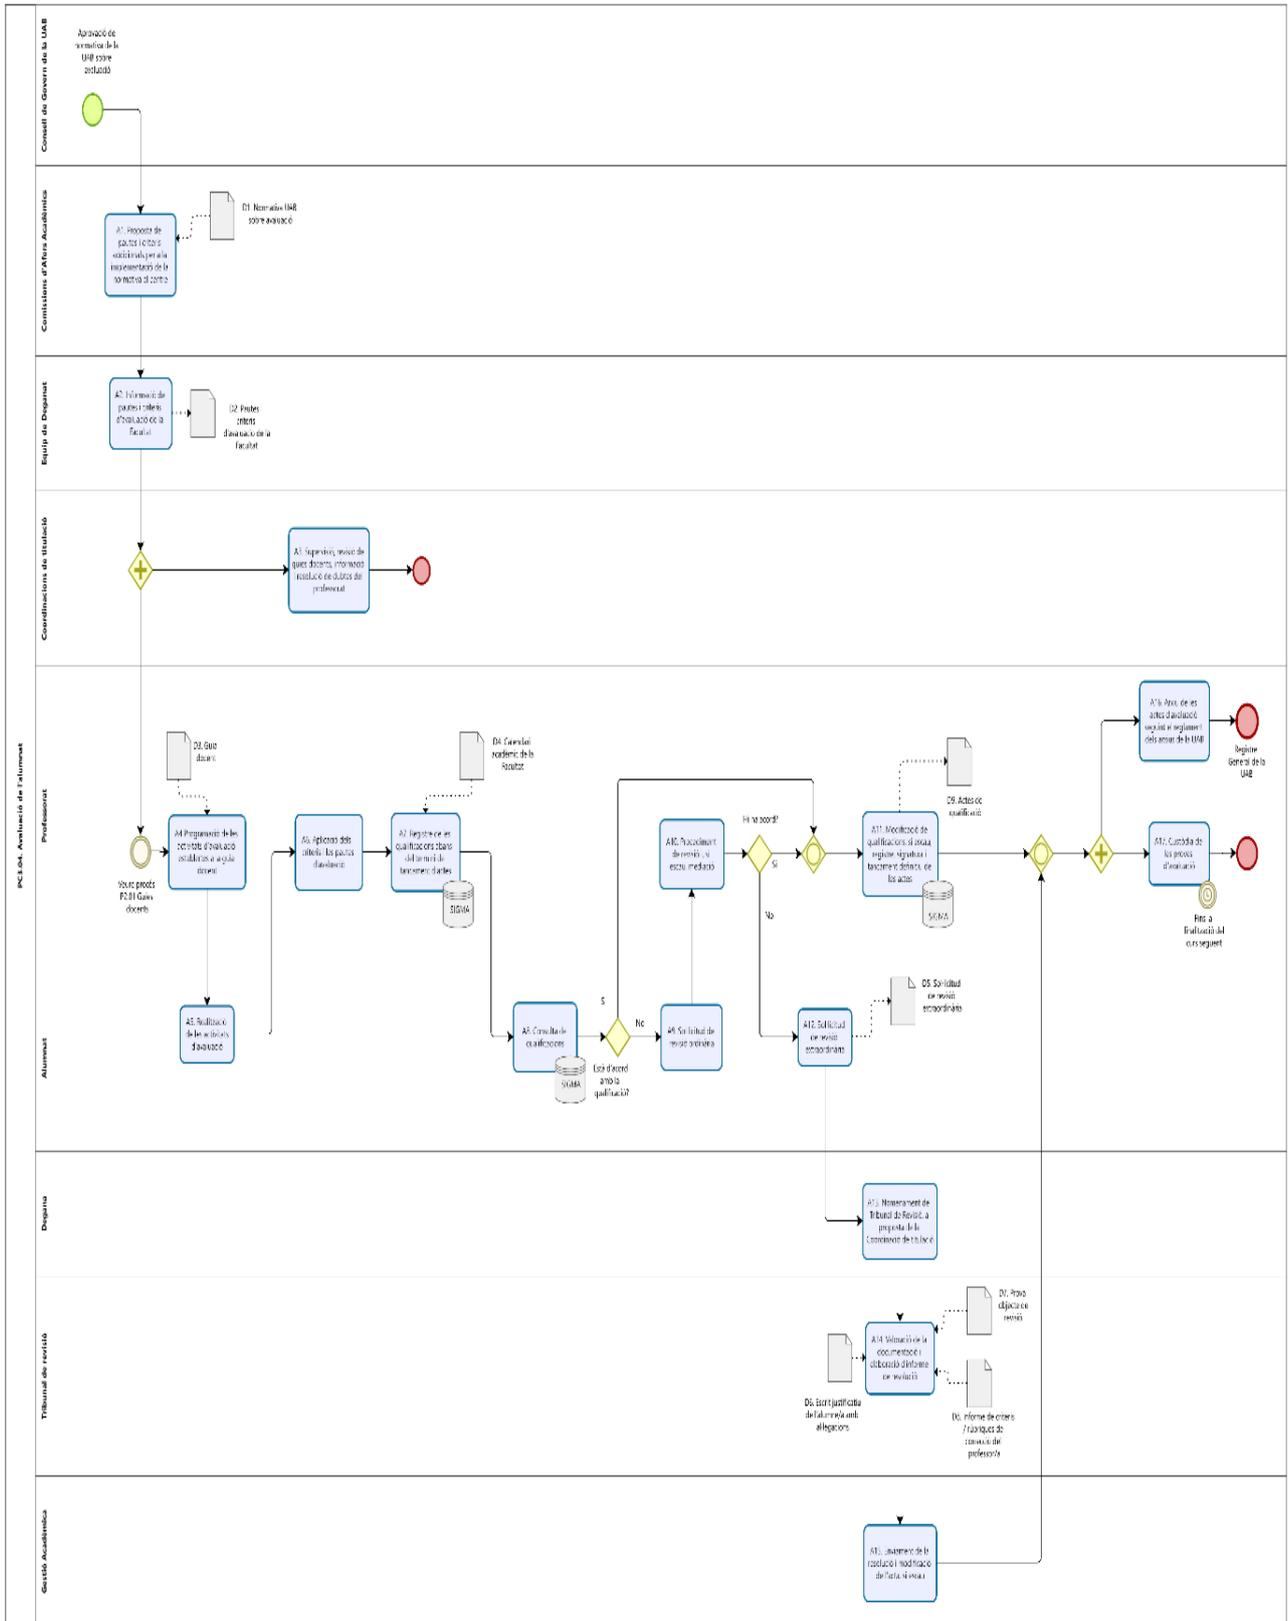 PC3.04. Avaluació de l'alumnat
Consell de Govern de la UAB
Aprovació de
normativa de la
UAB sobre
avaluació
Comissions d'Afers Acadèmics
A1. Proposta de
pautes i criteris
addicionals per a la
implementació de la
normativa al centre
D1. Normativa UAB
sobre avaluació
Equip de Deganat
A2. Informació de
pautes i criteris
d'avaluació de la
Facultat
D2. Pautes
criteris
d'avaluació de la
Facultat
Coordinacions de titulació
A3. Supervisió, revisió de
guies docents, informació
i resolució de dubtes del
professorat
Professorat
Veure procés
P2.01 Guies
docents
D3. Guia
docent
A4 Programació de les
activitats d'avaluació
establertes a la guia
docent
A6. Aplicació dels
criteris i les pautes
d'avaluació
D4. Calendari
acadèmic de la
Facultat
A7. Registre de les
qualificacions abans
del termini de
tancament d'actes
SIGMA
A10. Procediment
de revisió i, si
escau, mediació
Hi ha acord?
Sí
No
A11. Modificació de
qualificacions, si escau,
registre, signatura i
tancament definitiu de
les actes
SIGMA
D9. Actes de
qualificació
A16. Arxiu de les
actes d'avaluació
seguint el reglament
dels arxius de la UAB
Registre
General de la
UAB
A17. Custòdia de
les proves
d'avaluació
Fins a
finalització del
curs següent
Alumnat
A5. Realització
de les activitats
d'avaluació
A8. Consulta de
qualificacions
SIGMA
S
No
Està d'acord
amb la
qualificació?
A9. Sol·licitud de
revisió ordinària
A12. Sol·licitud
de revisió
extraordinària
D5. Sol·licitud
de revisió
extraordinària
Degana
A13. Nomenament de
Tribunal de Revisió, a
proposta de la
Coordinació de titulació
Tribunal de revisió
A14. Valoració de la
documentació i
elaboració d'informe
de resolució
D7. Prova
objecte de
revisió
D6. Escrit justificatiu
de l'alumne/a amb
al·legacions
Informe de criteris
/ rúbriques de
correcció del
professor/a
Gestió Acadèmica
A15. Enviament de la
resolució i modificació
de l'acta, si escau